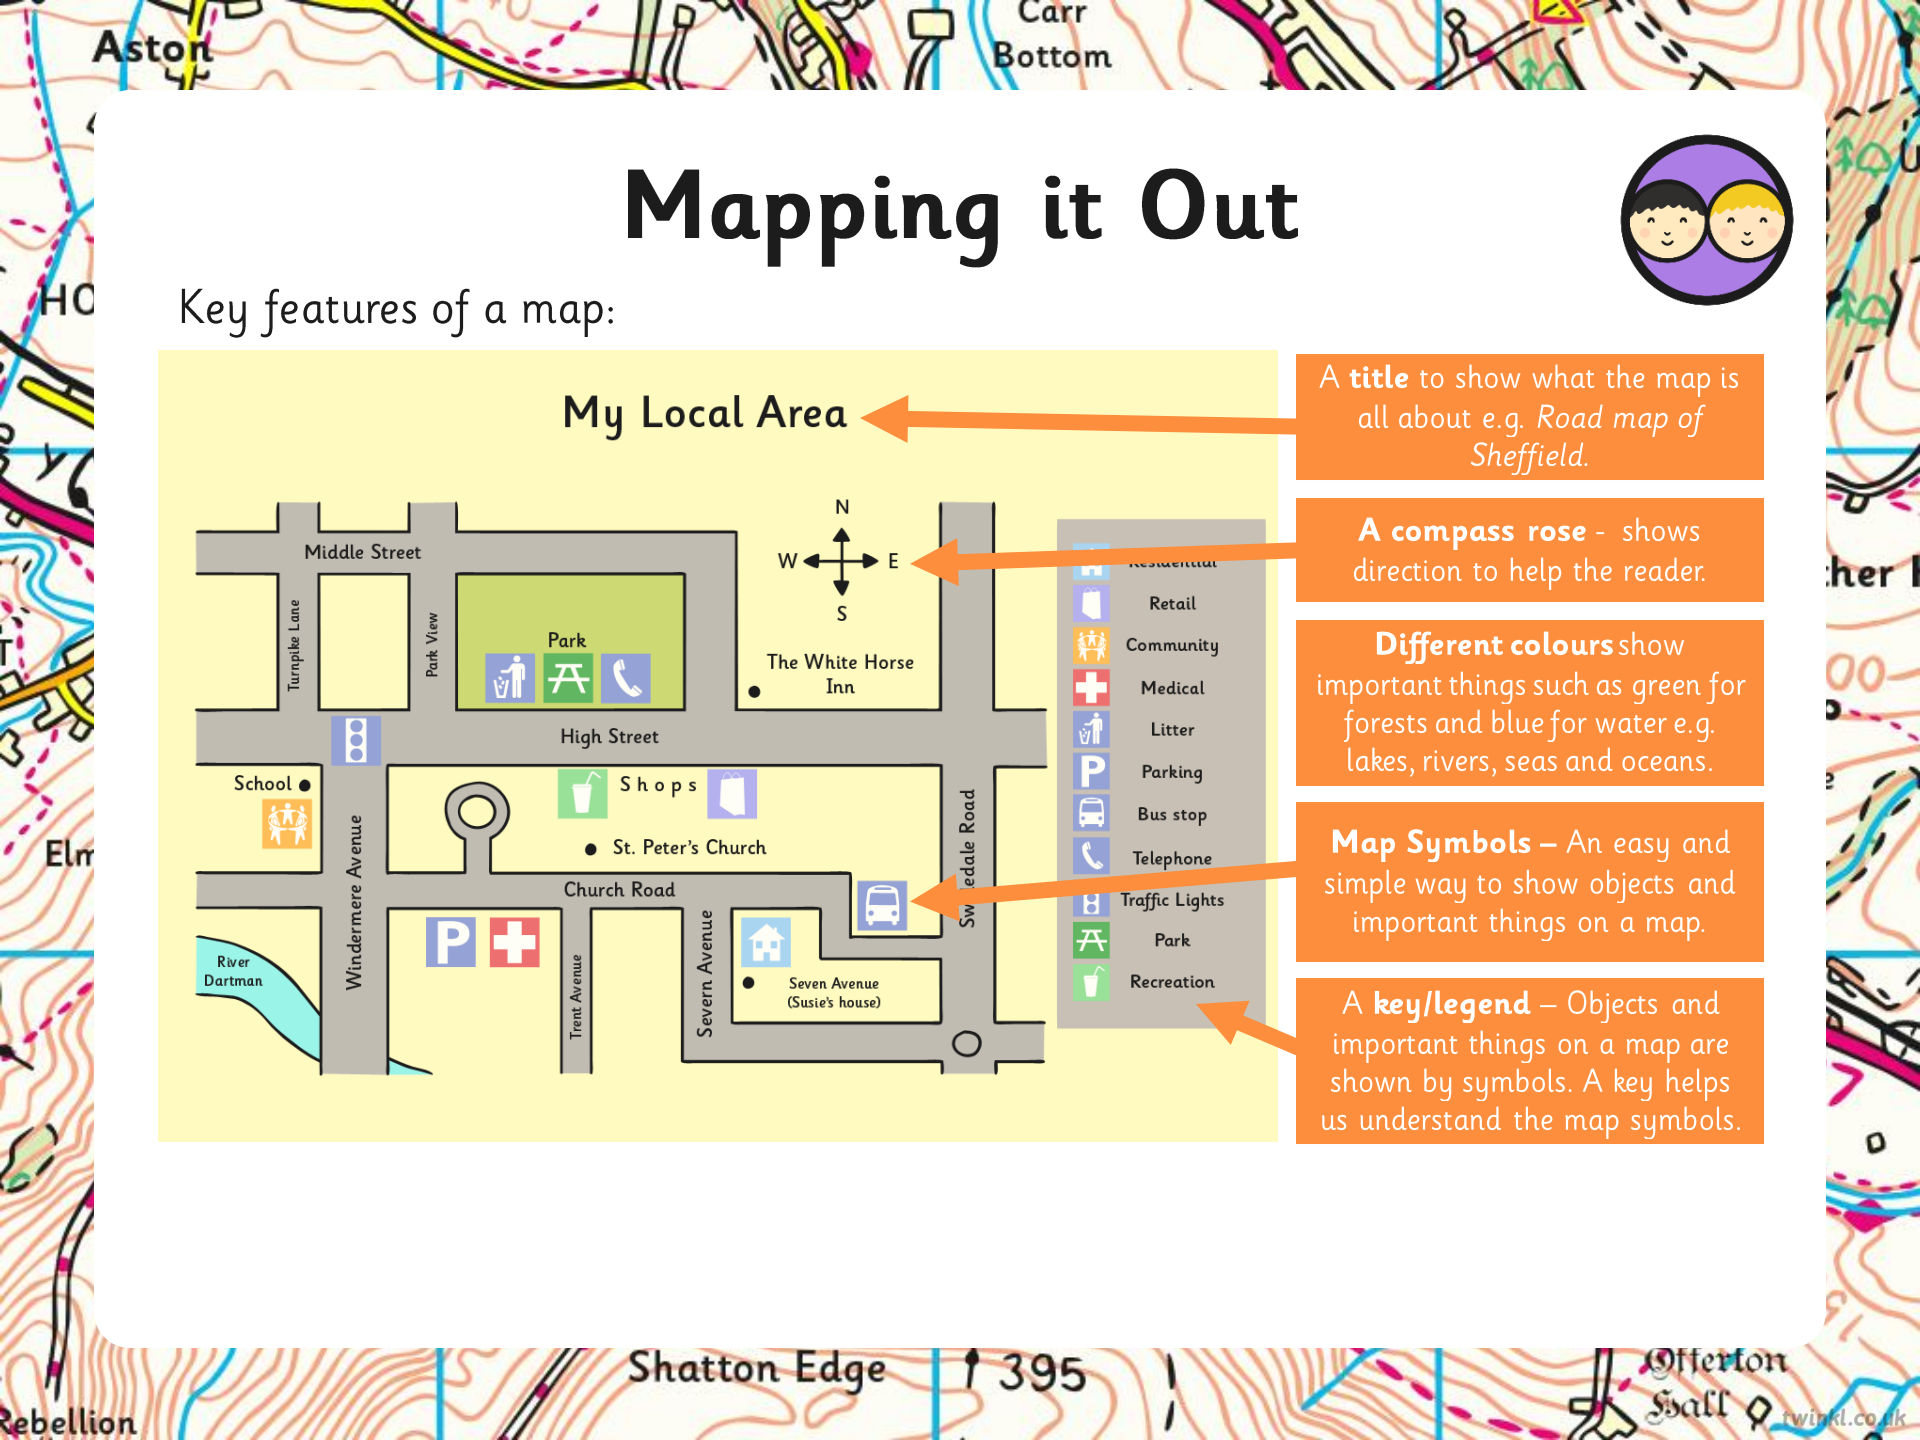 Aston
Carr
Bottom
Mapping it Out
Key features of a map:
My Local Area
A title to show what the map is
all about e.g. Road map of
Sheffield.
A compass rose - shows
direction to help the reader.
Different colours show
important things such as green for
forests and blue for water e.g.
lakes, rivers, seas and oceans.
Map Symbols – An easy and
simple way to show objects and
important things on a map.
A key/legend – Objects and
important things on a map are
shown by symbols. A key helps
us understand the map symbols.
N
W
E
S
Middle Street
Turnpike Lane
Park View
Park
The White Horse
Inn
High Street
School
Shops
St. Peter's Church
Church Road
Windermere Avenue
River
Dartman
P
Trent Avenue
Severn Avenue
Seven Avenue
(Susie's house)
Road
Residential
Retail
Community
Medical
Litter
P
Parking
Bus stop
Telephone
Traffic Lights
Park
Recreation
HO
Elm
Shatton Edge
395
Offerton
Hall
Rebellion
twinkl.co.uk